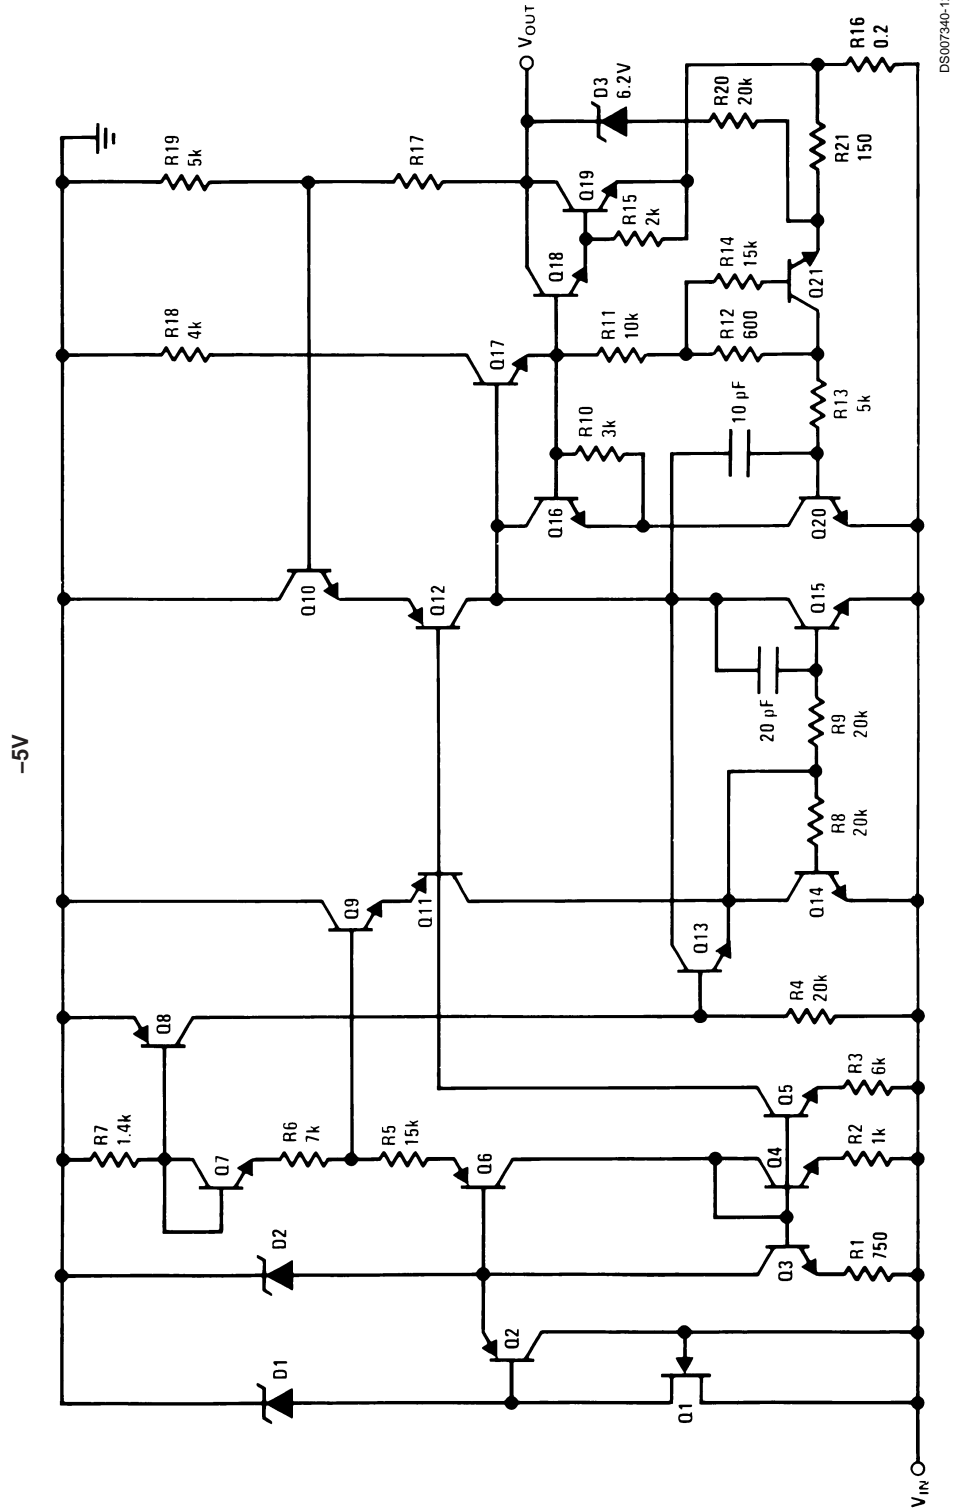 −5V
DS007340-1
R19
5k
R17
VOUT
R18
4k
D3
6.2V
R20
20k
R16
0.2
Q19
R15
2k
Q18
R21
150
R14
15k
Q21
R11
10k
R12
600
Q17
R13
5k
10 pF
R10
3k
Q16
Q20
Q10
Q12
Q15
20 pF
R9
20k
R8
20k
Q9
Q11
Q14
Q13
Q8
R4
20k
R7
1.4k
Q7
R6
7k
R5
15k
Q6
Q5
R3
6k
Q4
R2
1k
D2
Q3
R1
750
Q2
D1
Q1
VIN